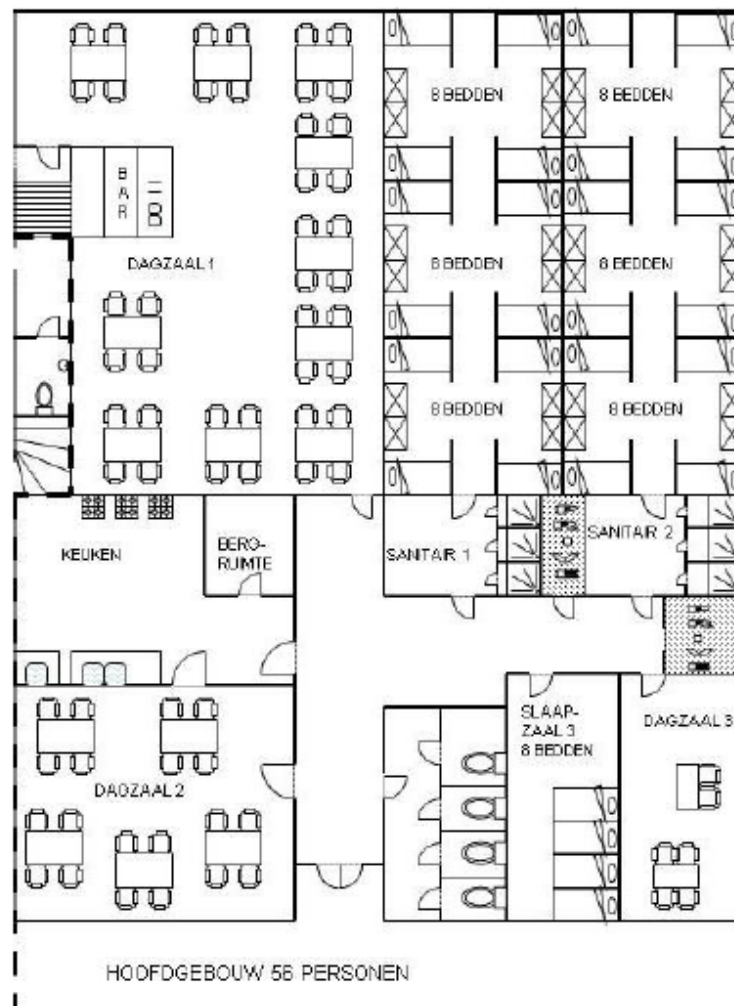 8 BEDDEN
8 BEDDEN
BAR
DAGZAAL 1
8 BEDDEN
8 BEDDEN
8 BEDDEN
8 BEDDEN
KEUKEN
BERG-
RUIMTE
SANITAIR 1
SANITAIR 2
SLAAP-
ZAAL 3
8 BEDDEN
DAGZAAL 3
DAGZAAL 2
HOOFDGEBOUW 56 PERSONEN